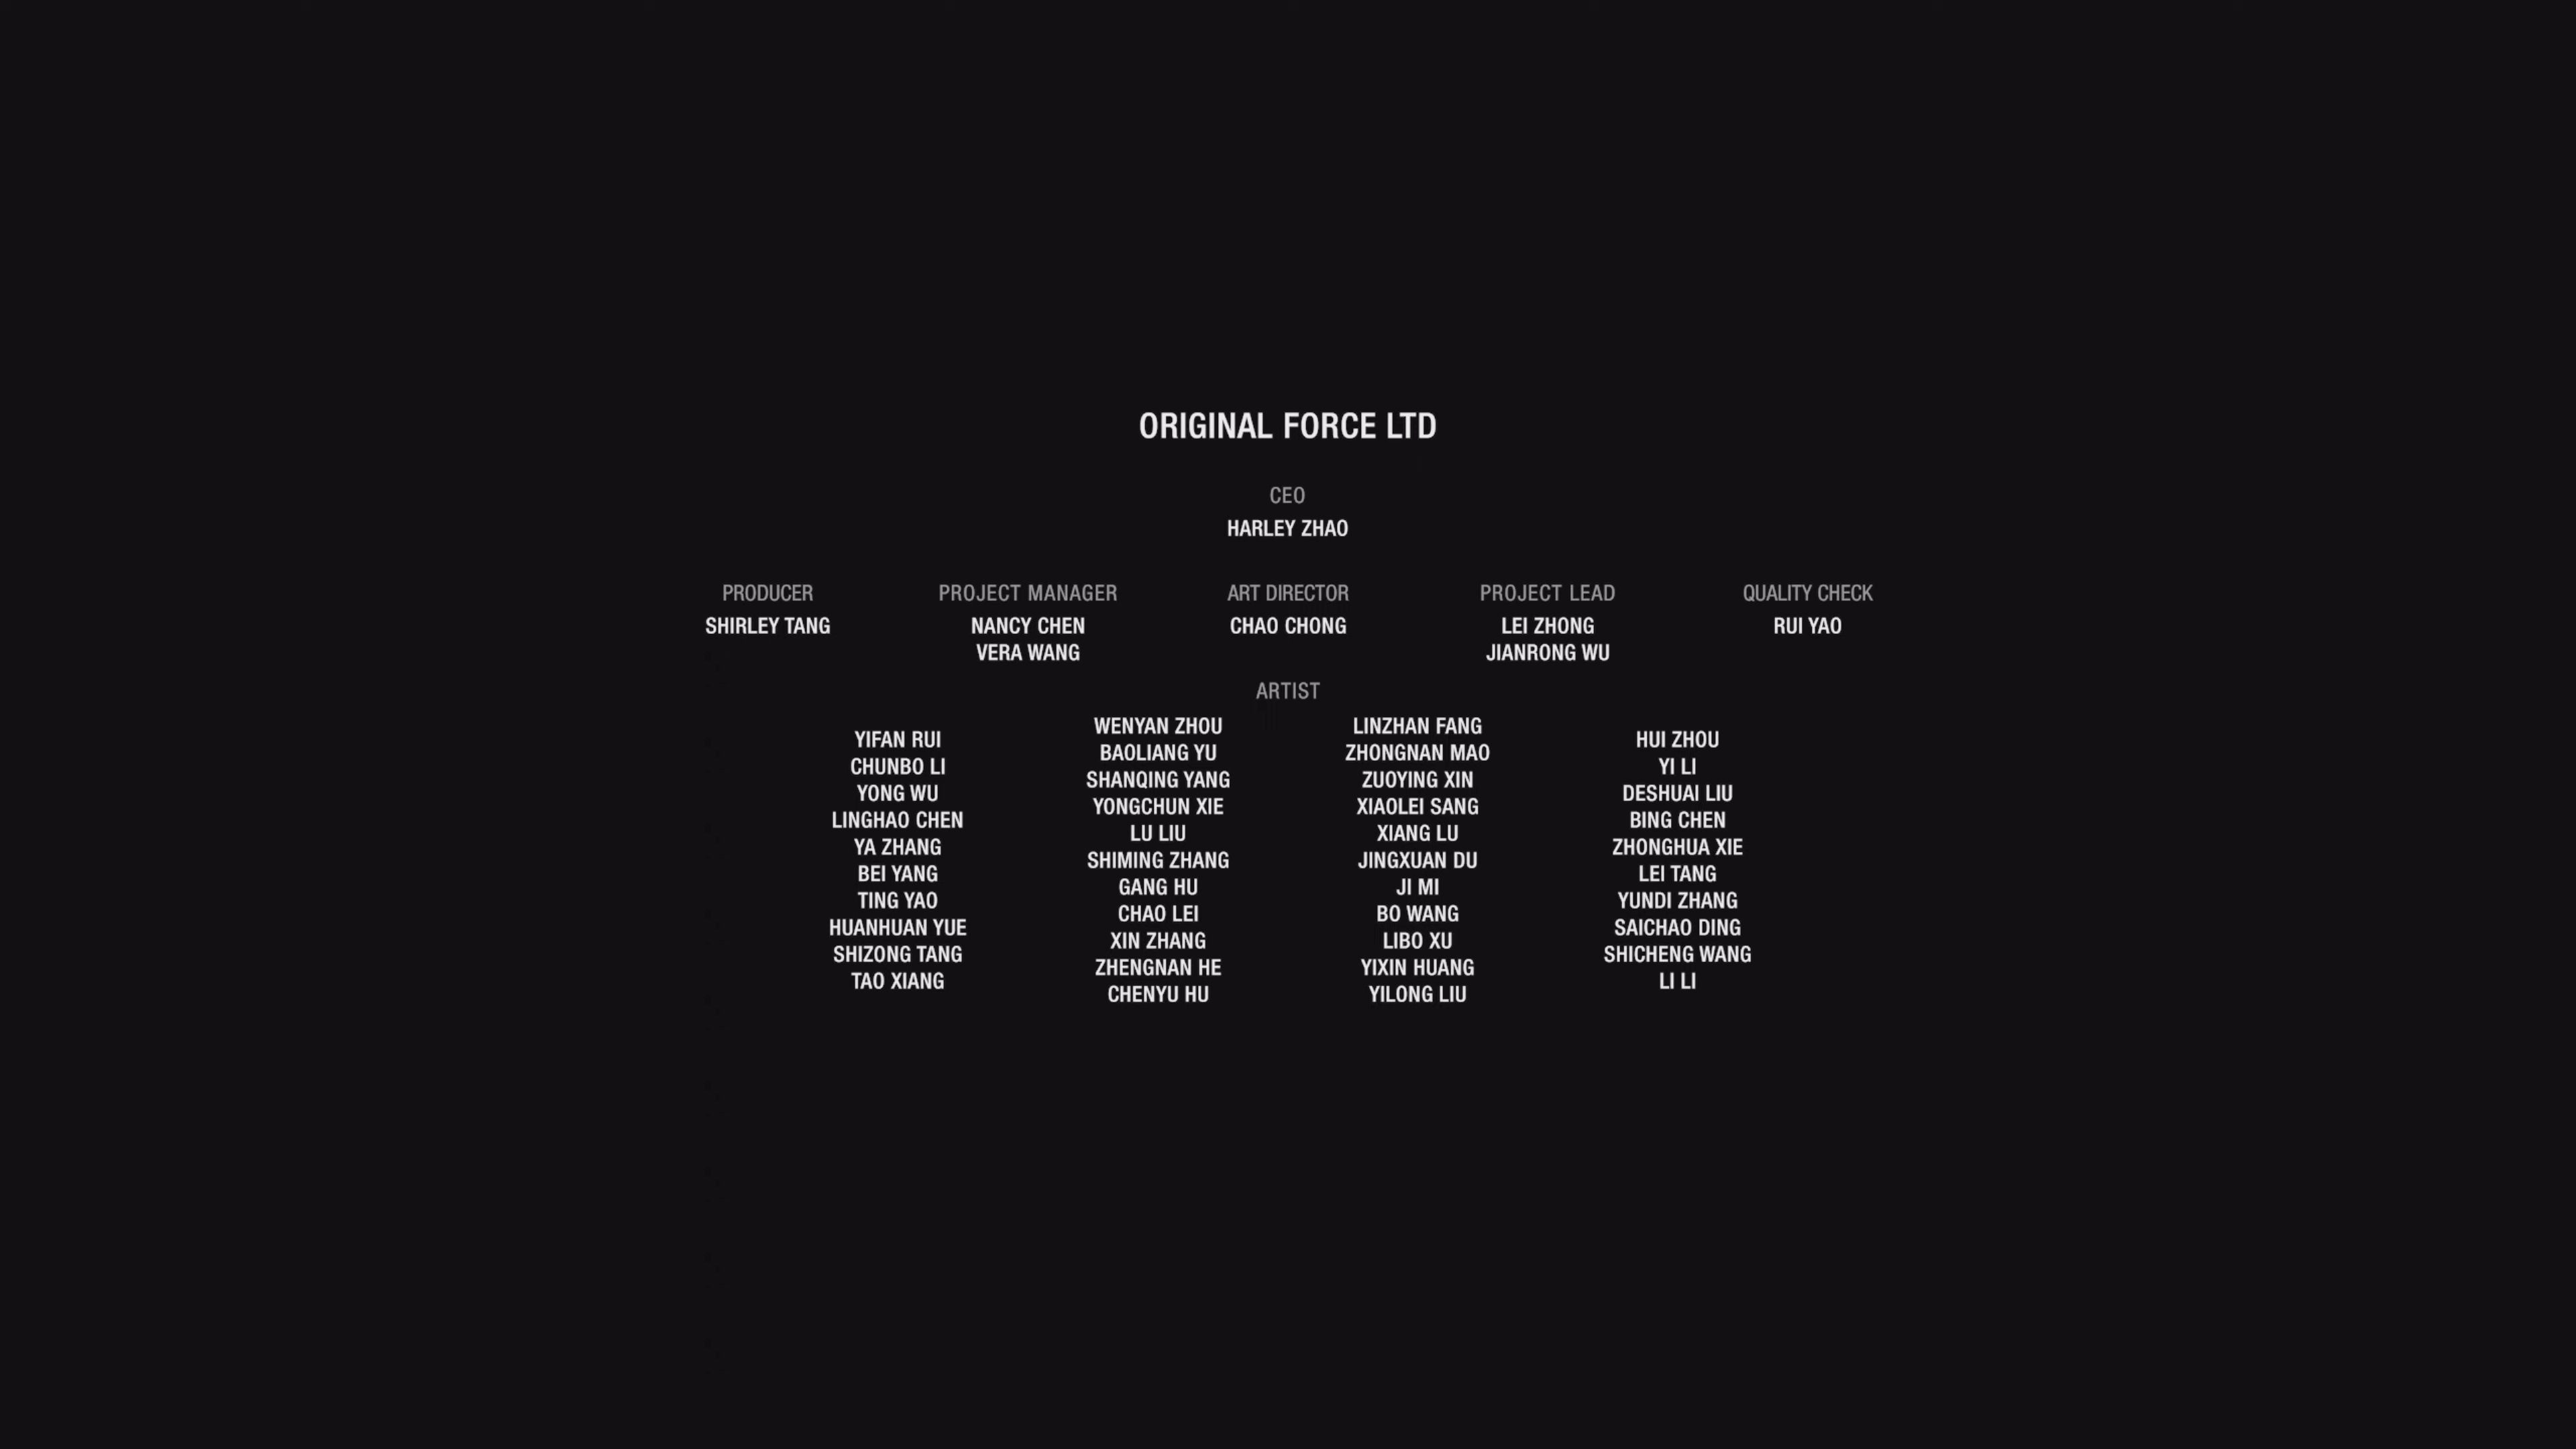 ORIGINAL FORCE LTD
CEO
HARLEY ZHAO
PRODUCER
SHIRLEY TANG
PROJECT MANAGER
NANCY CHEN
VERA WANG
ART DIRECTOR
CHAO CHONG
PROJECT LEAD
LEI ZHONG
JIANRONG WU
QUALITY CHECK
RUI YAO
ARTIST
YIFAN RUI
CHUNBO LI
YONG WU
LINGHAO CHEN
YA ZHANG
BEI YANG
TING YAO
HUANHUAN YUE
SHIZONG TANG
TAO XIANG
WENYAN ZHOU
BAOLIANG YU
SHANQING YANG
YONGCHUN XIE
LU LIU
SHIMING ZHANG
GANG HU
CHAO LEI
XIN ZHANG
ZHENGNAN HE
CHENYU HU
LINZHAN FANG
ZHONGNAN MAO
ZUOYING XIN
XIAOLEI SANG
XIANG LU
JINGXUAN DU
JI MI
BO WANG
LIBO XU
YIXIN HUANG
YILONG LIU
HUI ZHOU
YI LI
DESHUAI LIU
BING CHEN
ZHONGHUA XIE
LEI TANG
YUNDI ZHANG
SAICHAO DING
SHICHENG WANG
LI LI